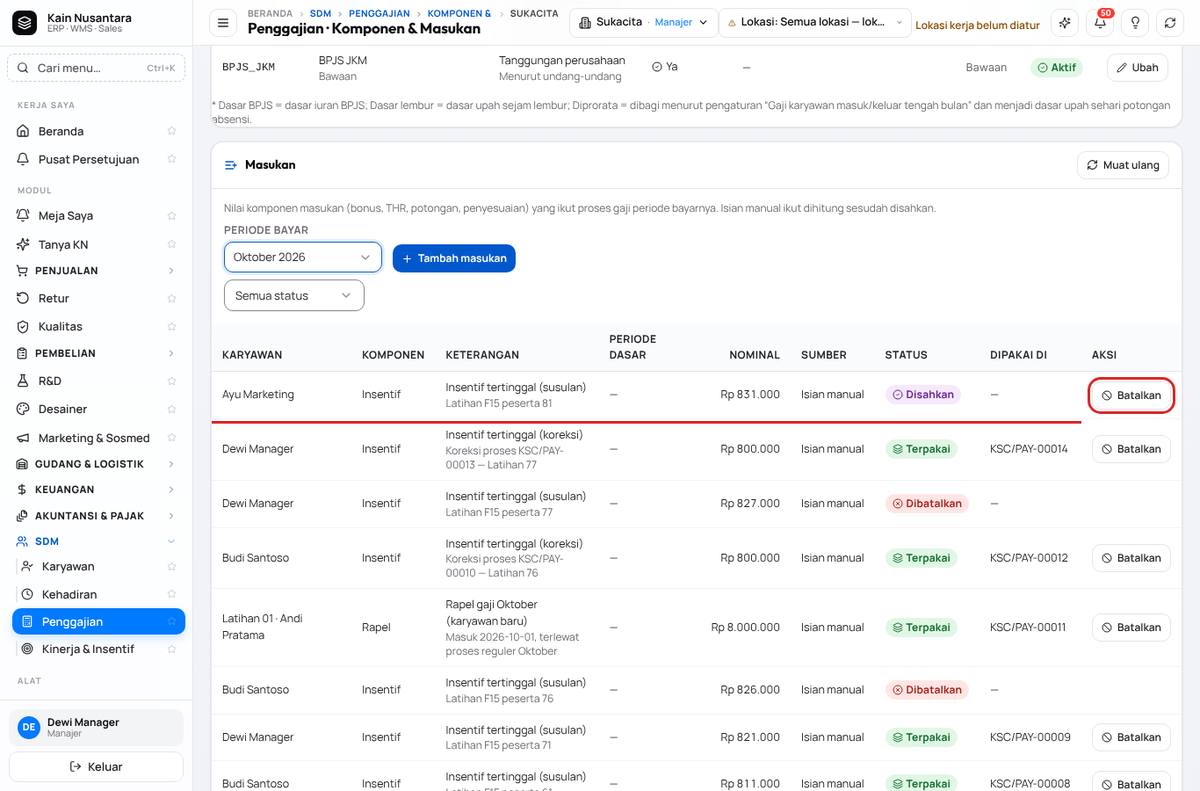 Kain Nusantara
ERP · WMS · Sales
Cari menu...
Ctrl+K
KERJA SAYA
Beranda
Pusat Persetujuan
MODUL
Meja Saya
Tanya KN
PENJUALAN
Retur
Kualitas
PEMBELIAN
R&D
Desainer
Marketing & Sosmed
GUDANG & LOGISTIK
KEUANGAN
AKUNTANSI & PAJAK
SDM
Karyawan
Kehadiran
Penggajian
Kinerja & Insentif
ALAT
DE
Dewi Manager
Manajer
Keluar
BERANDA > SDM > PENGGAJIAN > KOMPONEN & > SUKACITA
Penggajian · Komponen & Masukan
Sukacita · Manajer
Lokasi: Semua lokasi — lok...
Lokasi kerja belum diatur
50
BPJS_JKM
BPJS JKM
Bawaan
Tanggungan perusahaan
Menurut undang-undang
Ya
—
Bawaan
Aktif
Ubah
* Dasar BPJS = dasar iuran BPJS; Dasar lembur = dasar upah sejam lembur; Diprorata = dibagi menurut pengaturan “Gaji karyawan masuk/keluar tengah bulan” dan menjadi dasar upah sehari potongan
absensi.
Masukan
Muat ulang
Nilai komponen masukan (bonus, THR, potongan, penyesuaian) yang ikut proses gaji periode bayarnya. Isian manual ikut dihitung sesudah disahkan.
PERIODE BAYAR
Oktober 2026
+ Tambah masukan
Semua status
KARYAWAN KOMPONEN KETERANGAN PERIODE DASAR NOMINAL SUMBER STATUS DIPAKAI DI AKSI
Ayu Marketing Insentif Insentif tertinggal (susulan) — Rp 831.000 Isian manual Disahkan — Batalkan
Latihan F15 peserta 81
Dewi Manager Insentif Insentif tertinggal (koreksi) — Rp 800.000 Isian manual Terpakai KSC/PAY-00014 Batalkan
Koreksi proses KSC/PAY-
00013 — Latihan 77
Dewi Manager Insentif Insentif tertinggal (susulan) — Rp 827.000 Isian manual Dibatalkan —
Latihan F15 peserta 77
Budi Santoso Insentif Insentif tertinggal (koreksi) — Rp 800.000 Isian manual Terpakai KSC/PAY-00012 Batalkan
Koreksi proses KSC/PAY-
00010 — Latihan 76
Latihan 01 · Andi
Pratama Rapel Rapel gaji Oktober
(karyawan baru) — Rp 8.000.000 Isian manual Terpakai KSC/PAY-00011 Batalkan
Masuk 2026-10-01, terlewat
proses reguler Oktober
Budi Santoso Insentif Insentif tertinggal (susulan) — Rp 826.000 Isian manual Dibatalkan —
Latihan F15 peserta 76
Dewi Manager Insentif Insentif tertinggal (susulan) — Rp 821.000 Isian manual Terpakai KSC/PAY-00009 Batalkan
Latihan F15 peserta 71
Budi Santoso Insentif Insentif tertinggal (susulan) — Rp 811.000 Isian manual Terpakai KSC/PAY-00008 Batalkan